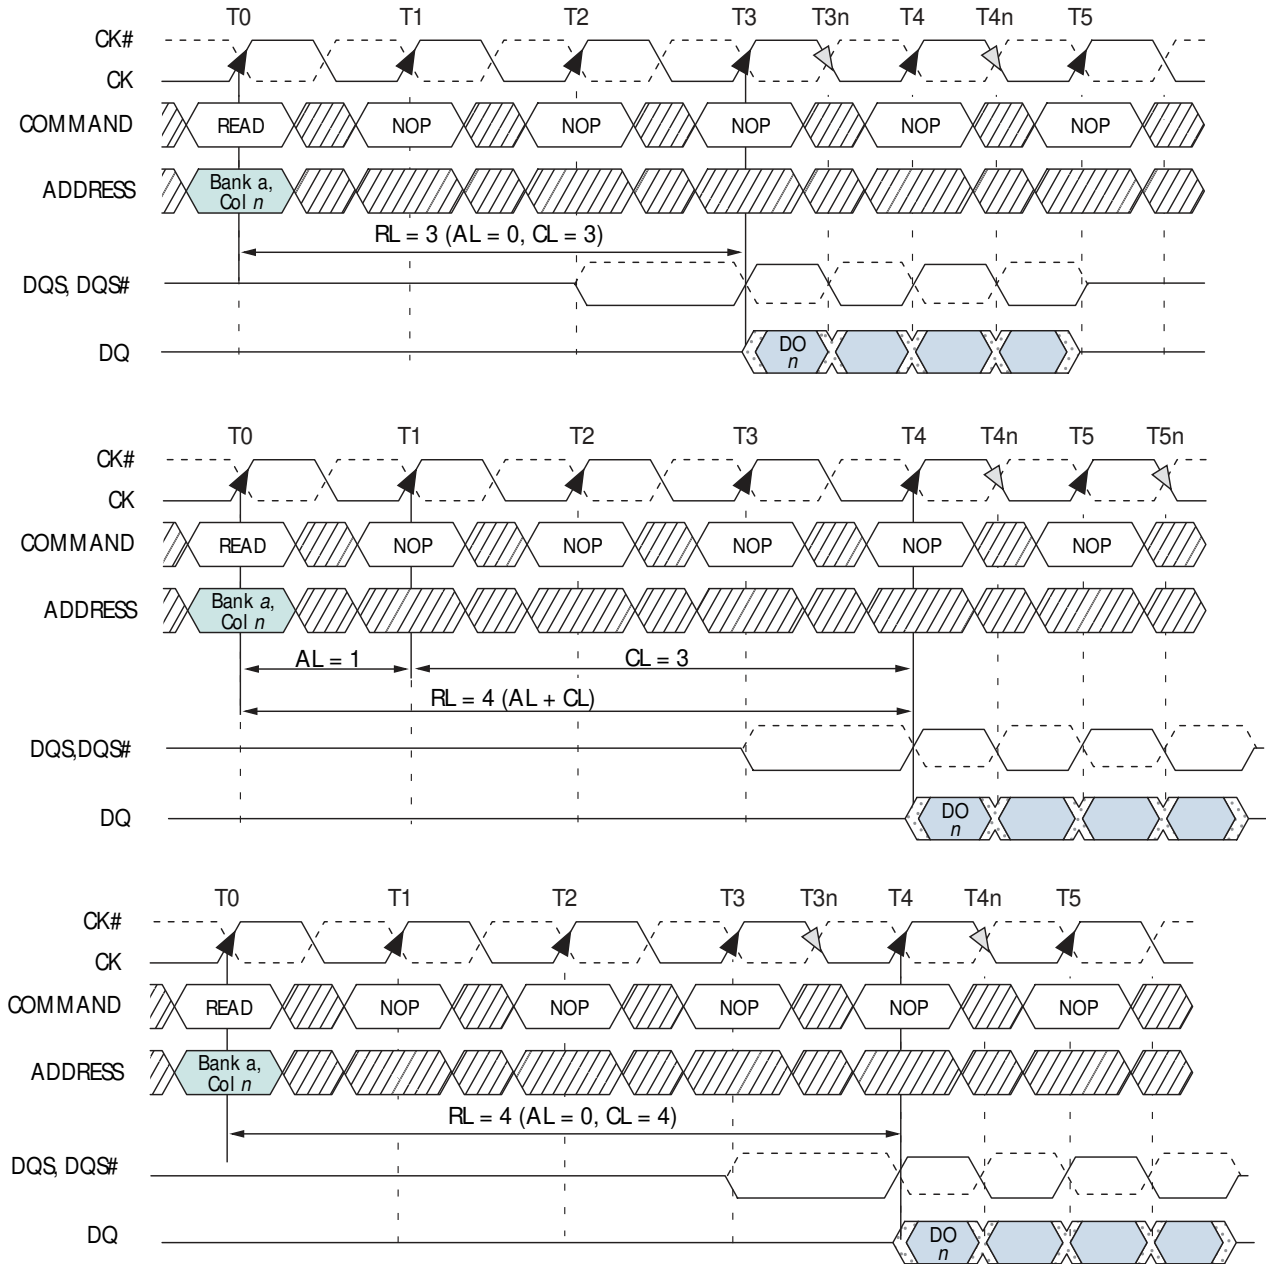 T0 T1 T2 T3 T3n T4 T4n T5
CK#
CK
COMMAND READ NOP NOP NOP NOP NOP
ADDRESS Bank a,
Col n
RL = 3 (AL = 0, CL = 3)
DQS, DQS#
DQ DO
n
T0 T1 T2 T3 T4 T4n T5 T5n
CK#
CK
COMMAND READ NOP NOP NOP NOP NOP
ADDRESS Bank a,
Col n
AL = 1 CL = 3
RL = 4 (AL + CL)
DQS,DQS#
DQ DO
n
T0 T1 T2 T3 T3n T4 T4n T5
CK#
CK
COMMAND READ NOP NOP NOP NOP NOP
ADDRESS Bank a,
Col n
RL = 4 (AL = 0, CL = 4)
DQS, DQS#
DQ DO
n